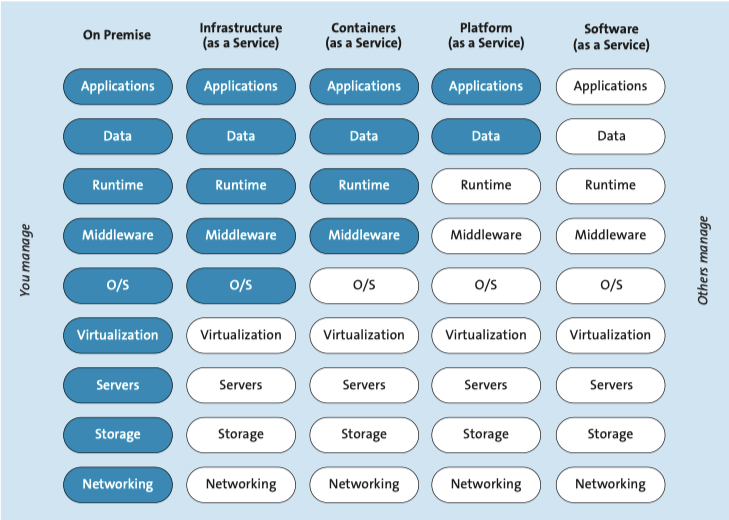 On Premise
Infrastructure
(as a Service)
Containers
(as a Service)
Platform
(as a Service)
Software
(as a Service)
Applications Applications Applications Applications Applications
Data Data Data Data Data
Runtime Runtime Runtime Runtime Runtime
Middleware Middleware Middleware Middleware Middleware
O/S O/S O/S O/S O/S
Virtualization Virtualization Virtualization Virtualization Virtualization
Servers Servers Servers Servers Servers
Storage Storage Storage Storage Storage
Networking Networking Networking Networking Networking
You manage
Others manage